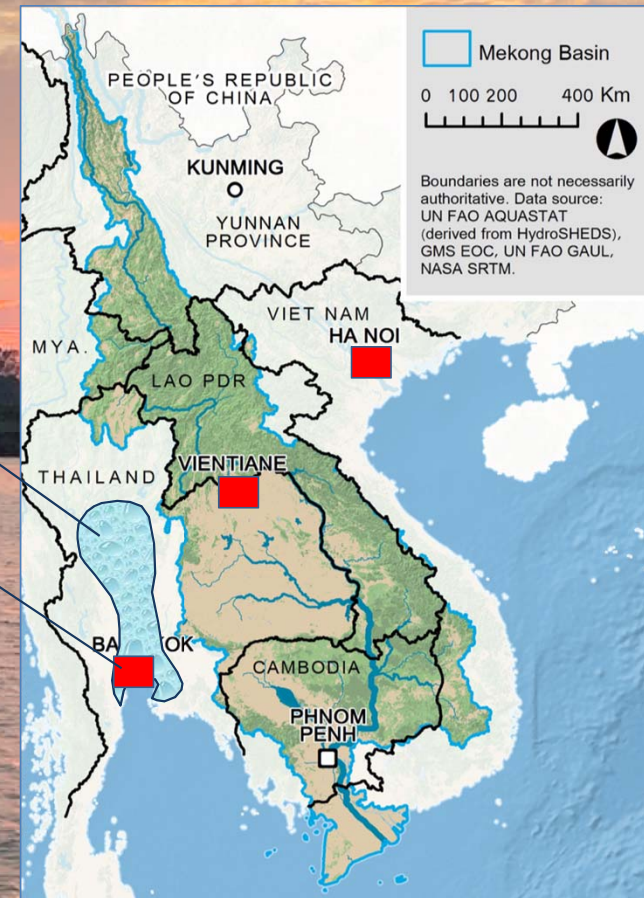 PEOPLE'S REPUBLIC
OF CHINA
KUNMING
YUNNAN
PROVINCE
VIET NAM
HA NOI
MYA.
LAO PDR
VIENTIANE
THAILAND
BA KOK
CAMBODIA
PHNOM
PENH
Mekong Basin
0 100 200 400 Km
Boundaries are not necessarily
authoritative. Data source:
UN FAO AQUASTAT
(derived from HydroSHEDS),
GMS EOC, UN FAO GAUL,
NASA SRTM.